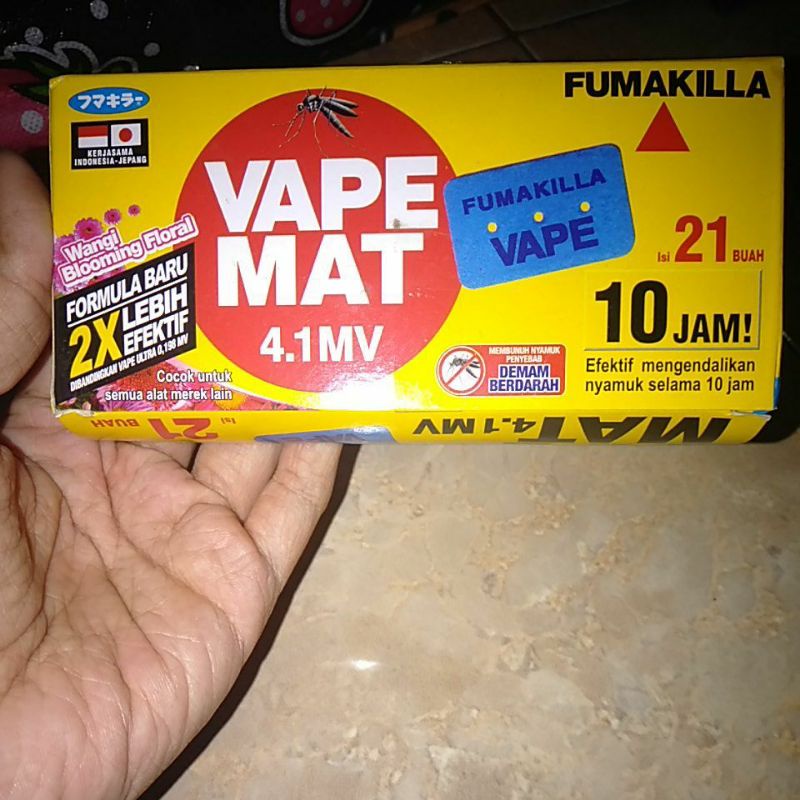 フマキラー
KERJASAMA
INDONESIA-JEPANG
Wangi
Blooming Floral
FORMULA BARU
2X LEBIH
EFEKTIF
DIBANDINGKAN VAPE ULTRA 0,198 MV
Cocok untuk
semua alat merek lain
VAPE
MAT
4.1MV
FUMAKILLA
VAPE
MEMBUNUH NYAMUK
PENYEBAB
DEMAM
BERDARAH
FUMAKILLA
Isi 21 BUAH
10 JAM!
Efektif mengendalikan
nyamuk selama 10 jam
Isi 21 BUAH
MAT 4.1MV